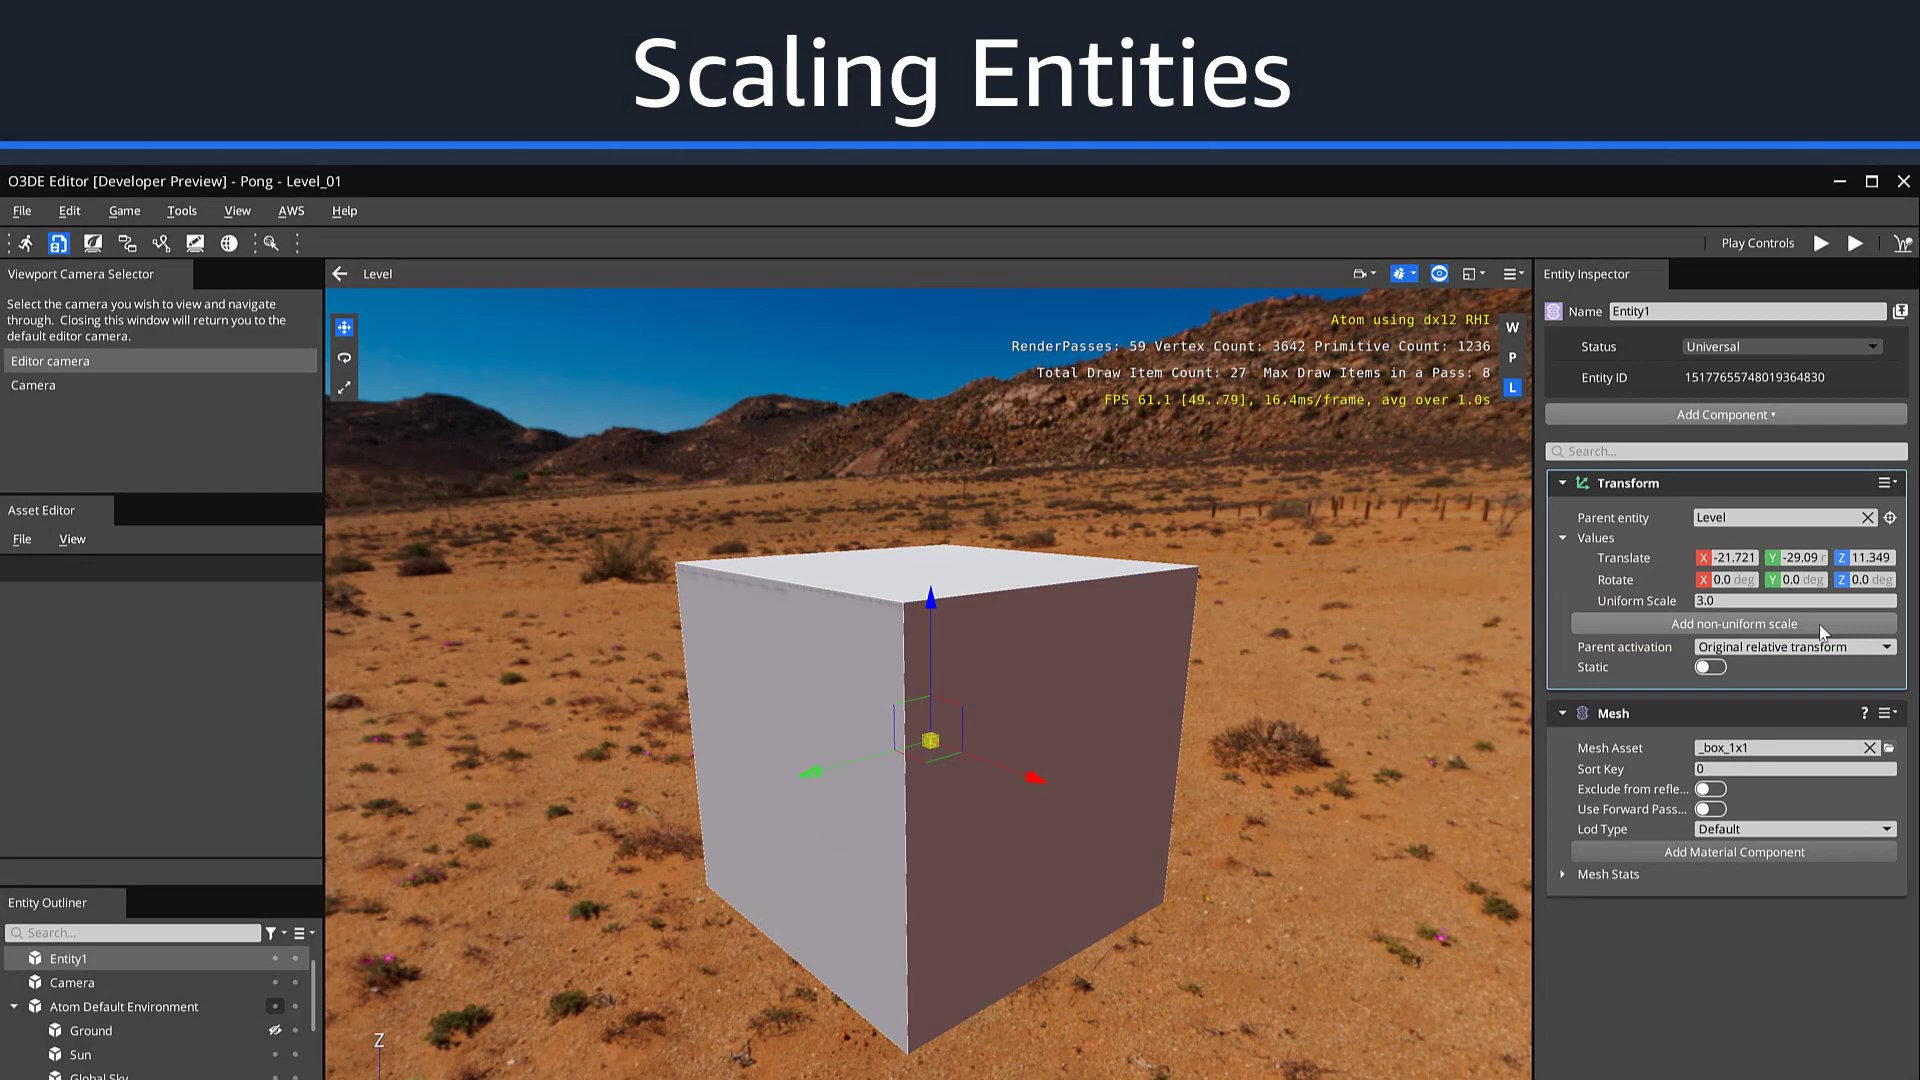 Scaling Entities
O3DE Editor [Developer Preview] - Pong - Level_01
File Edit Game Tools View AWS Help
Play Controls
Viewport Camera Selector
Select the camera you wish to view and navigate
through. Closing this window will return you to the
default editor camera.
Editor camera
Camera
Asset Editor
File View
Entity Outliner
Search...
Entity1
Camera
Atom Default Environment
Ground
Sun
Global Sky
Level
Atom using dx12 RHI
RenderPasses: 59 Vertex Count: 3642 Primitive Count: 1236
Total Draw Item Count: 27 Max Draw Items in a Pass: 8
FPS 61.1 [49..79], 16.4ms/frame, avg over 1.0s
W
P
L
Z
Entity Inspector
Name Entity1
Status Universal
Entity ID 15177655748019364830
Add Component
Search...
Transform
Parent entity Level
Values
Translate X -21.721 Y -29.09 Z 11.349
Rotate X 0.0 deg Y 0.0 deg Z 0.0 deg
Uniform Scale 3.0
Add non-uniform scale
Parent activation Original relative transform
Static
Mesh ?
Mesh Asset _box_1x1
Sort Key 0
Exclude from refle...
Use Forward Pass...
Lod Type Default
Add Material Component
Mesh Stats